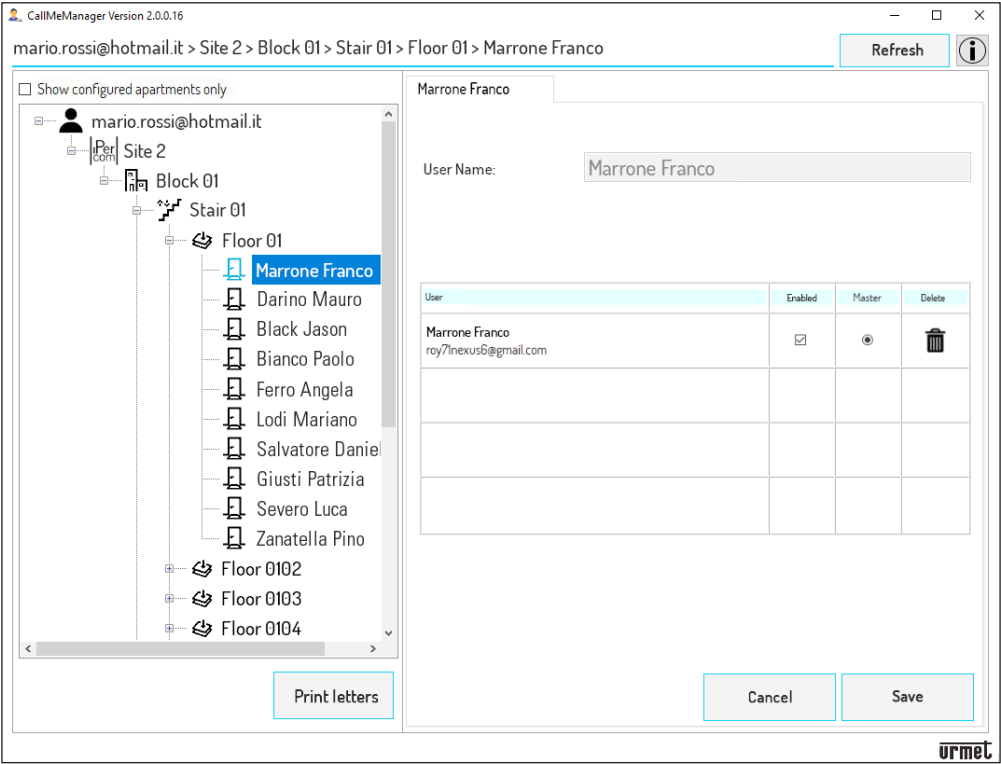 CallMeManager Version 2.0.0.16
mario.rossi@hotmail.it > Site 2 > Block 01 > Stair 01 > Floor 01 > Marrone Franco
Refresh
i
Show configured apartments only
mario.rossi@hotmail.it
iPer com
Site 2
Block 01
Stair 01
Floor 01
Marrone Franco
Darino Mauro
Black Jason
Bianco Paolo
Ferro Angela
Lodi Mariano
Salvatore Daniel
Giusti Patrizia
Severo Luca
Zanatella Pino
Floor 0102
Floor 0103
Floor 0104
Print letters
Marrone Franco
User Name: Marrone Franco
User Enabled Master Delete
Marrone Franco
roy71nexus6@gmail.com
Cancel Save
urmet